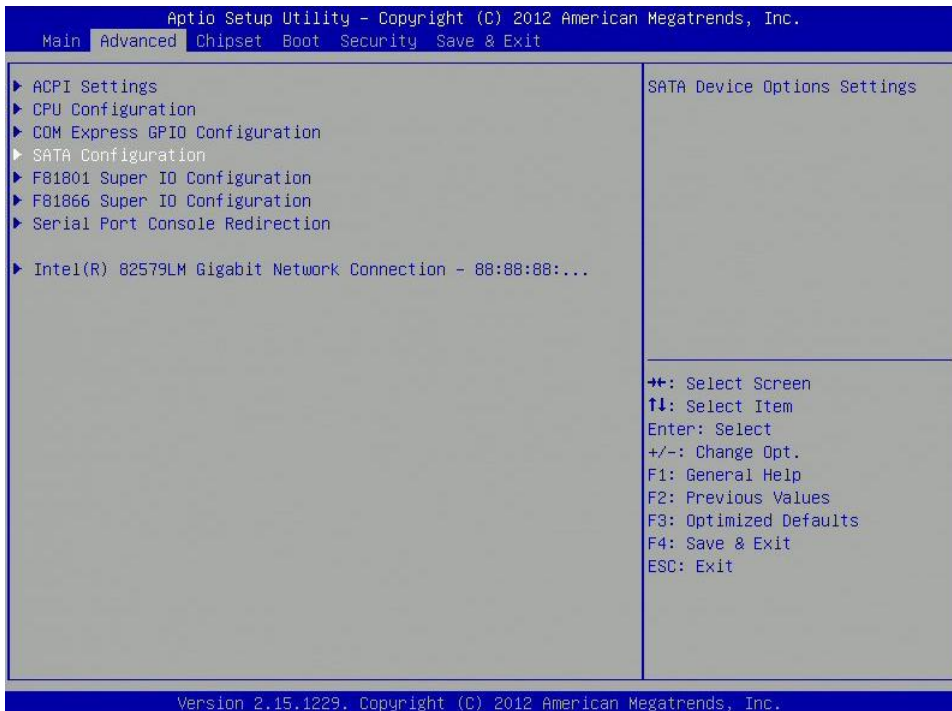 Aptio Setup Utility – Copyright (C) 2012 American Megatrends, Inc.
Main Advanced Chipset Boot Security Save & Exit
ACPI Settings
CPU Configuration
COM Express GPIO Configuration
SATA Configuration
F81801 Super IO Configuration
F81866 Super IO Configuration
Serial Port Console Redirection
Intel(R) 82579LM Gigabit Network Connection – 88:88:88:...
SATA Device Options Settings
→←: Select Screen
↑↓: Select Item
Enter: Select
+/-: Change Opt.
F1: General Help
F2: Previous Values
F3: Optimized Defaults
F4: Save & Exit
ESC: Exit
Version 2.15.1229. Copyright (C) 2012 American Megatrends, Inc.